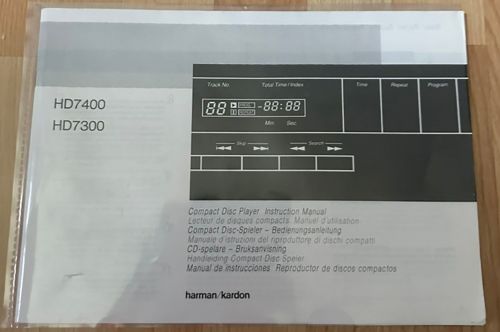 HD7400
HD7300
Track No. Total Time/Index Time Repeat Program
88 -88:88
Min. Sec.
Skip Search
Compact Disc Player Instruction Manual
Lecteur de disques compacts Manuel d'utilisation
Compact Disc-Spieler – Bedienungsanleitung
Manuale d'istruzioni del riproduttore di dischi compatti
CD-spelare – Bruksanvisning
Handleiding Compact Disc Speler
Manual de instrucciones Reproductor de discos compactos
harman/kardon